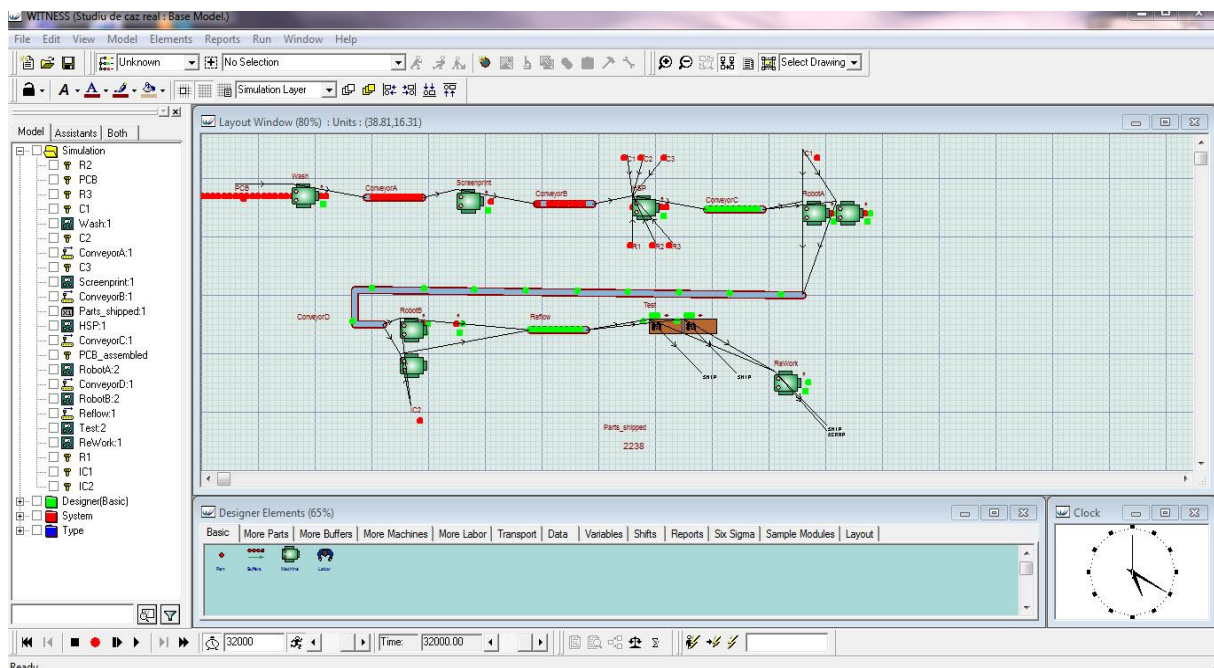 WITNESS (Studiu de caz real : Base Model.)
File Edit View Model Elements Reports Run Window Help
Unknown No Selection Select Drawing
Simulation Layer
Model Assistants Both
Simulation
R2
PCB
R3
C1
Wash:1
C2
ConveyorA:1
C3
Screenprint:1
ConveyorB:1
Parts_shipped:1
HSP:1
ConveyorC:1
PCB_assembled
RobotA:2
ConveyorD:1
RobotB:2
Reflow:1
Test:2
ReWork:1
R1
IC1
IC2
Designer(Basic)
System
Type
Layout Window (80%) : Units : (38.81,16.31)
C1 C2 C3
PCB Wash ConveyorA Screenprint ConveyorB HSP ConveyorC RobotA
R1 R2 R3
ConveyorD RobotB Reflow Test
SHIP SHIP ReWork
C2
Parts_shipped
2238
SHIP
SCRAP
Designer Elements (65%)
Basic More Parts More Buffers More Machines More Labor Transport Data Variables Shifts Reports Six Sigma Sample Modules Layout
Part Buffers Machine Labor
Clock
32000 Time: 32000.00
Ready